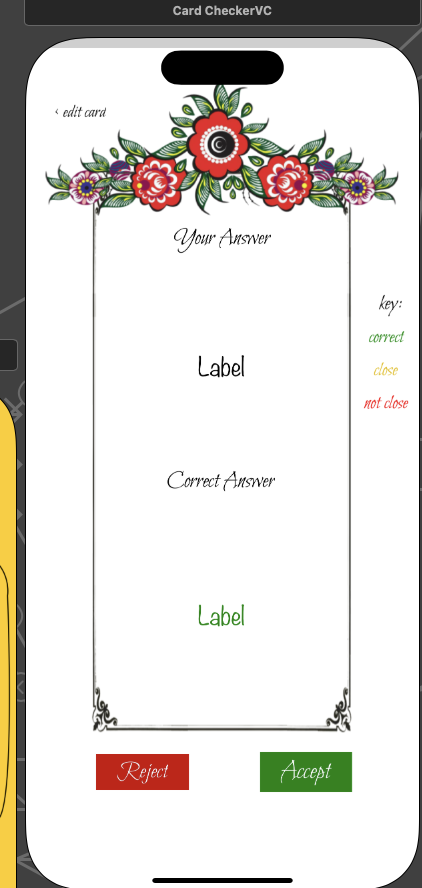 Card CheckerVC
‹ edit card
Your Answer
key:
correct
Label
close
not close
Correct Answer
Label
Reject
Accept